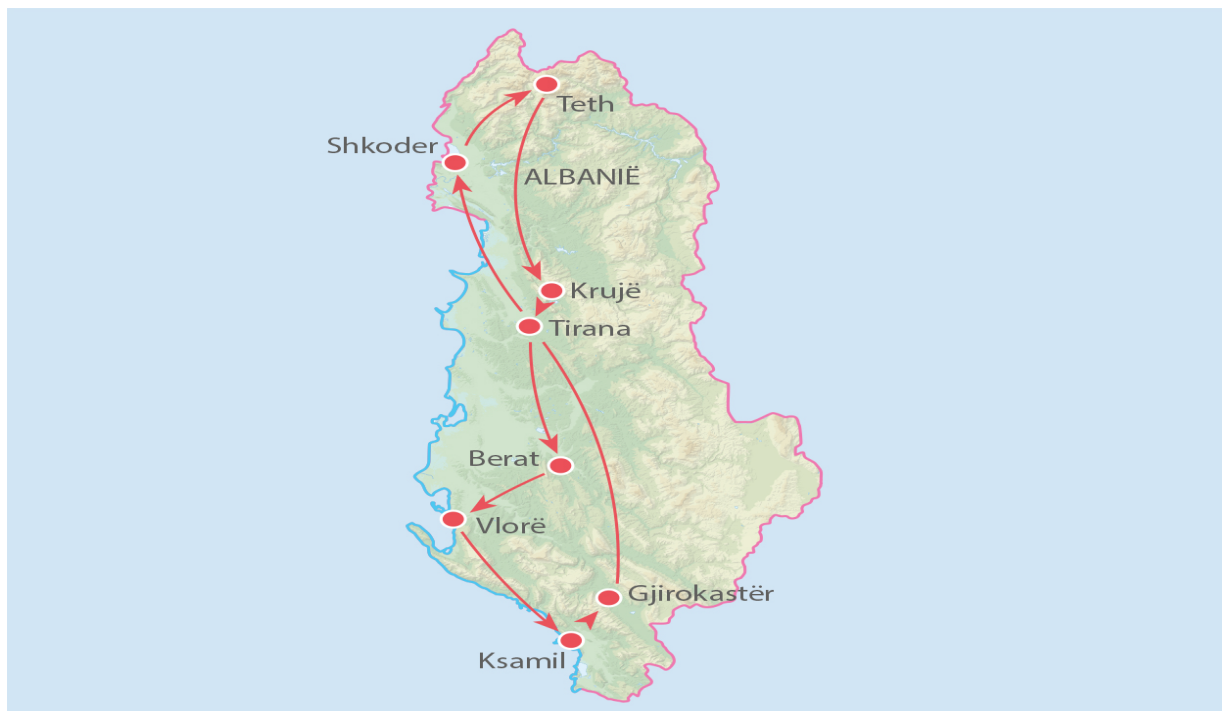 Teth
Shkoder
ALBANIË
Krujë
Tirana
Berat
Vlorë
Gjirokastër
Ksamil